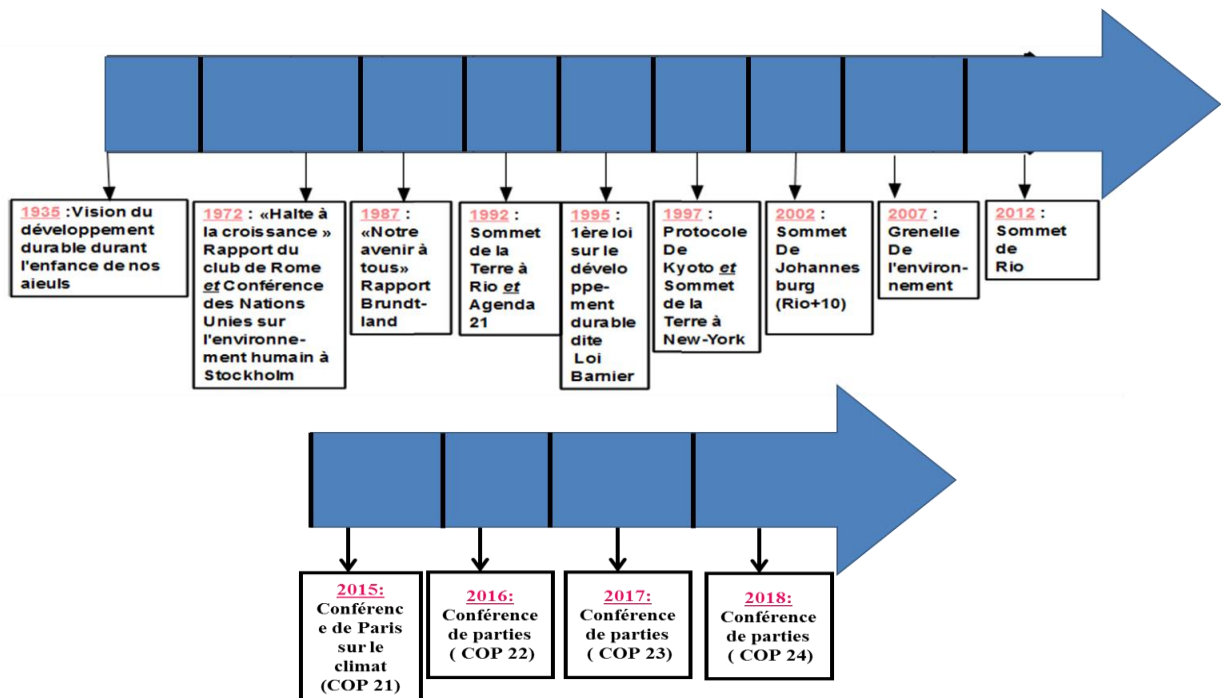 1935 :Vision du
développement
durable durant
l'enfance de nos
aieuls
1972 : «Halte à
la croissance »
Rapport du
club de Rome
et Conférence
des Nations
Unies sur
l'environne-
ment humain à
Stockholm
1987 :
«Notre
avenir à
tous»
Rapport
Brundt-
land
1992 :
Sommet
de la
Terre à
Rio et
Agenda
21
1995 :
1ère loi
sur le
dévelo
ppe-
ment
durable
dite
Loi
Barnier
1997 :
Protocole
De
Kyoto et
Sommet
de la
Terre à
New-York
2002 :
Sommet
De
Johannes
burg
(Rio+10)
2007 :
Grenelle
De
l'environ-
nement
2012 :
Sommet
de
Rio
2015:
Conférenc
e de Paris
sur le
climat
(COP 21)
2016:
Conférence
de parties
( COP 22)
2017:
Conférence
de parties
( COP 23)
2018:
Conférence
de parties
( COP 24)